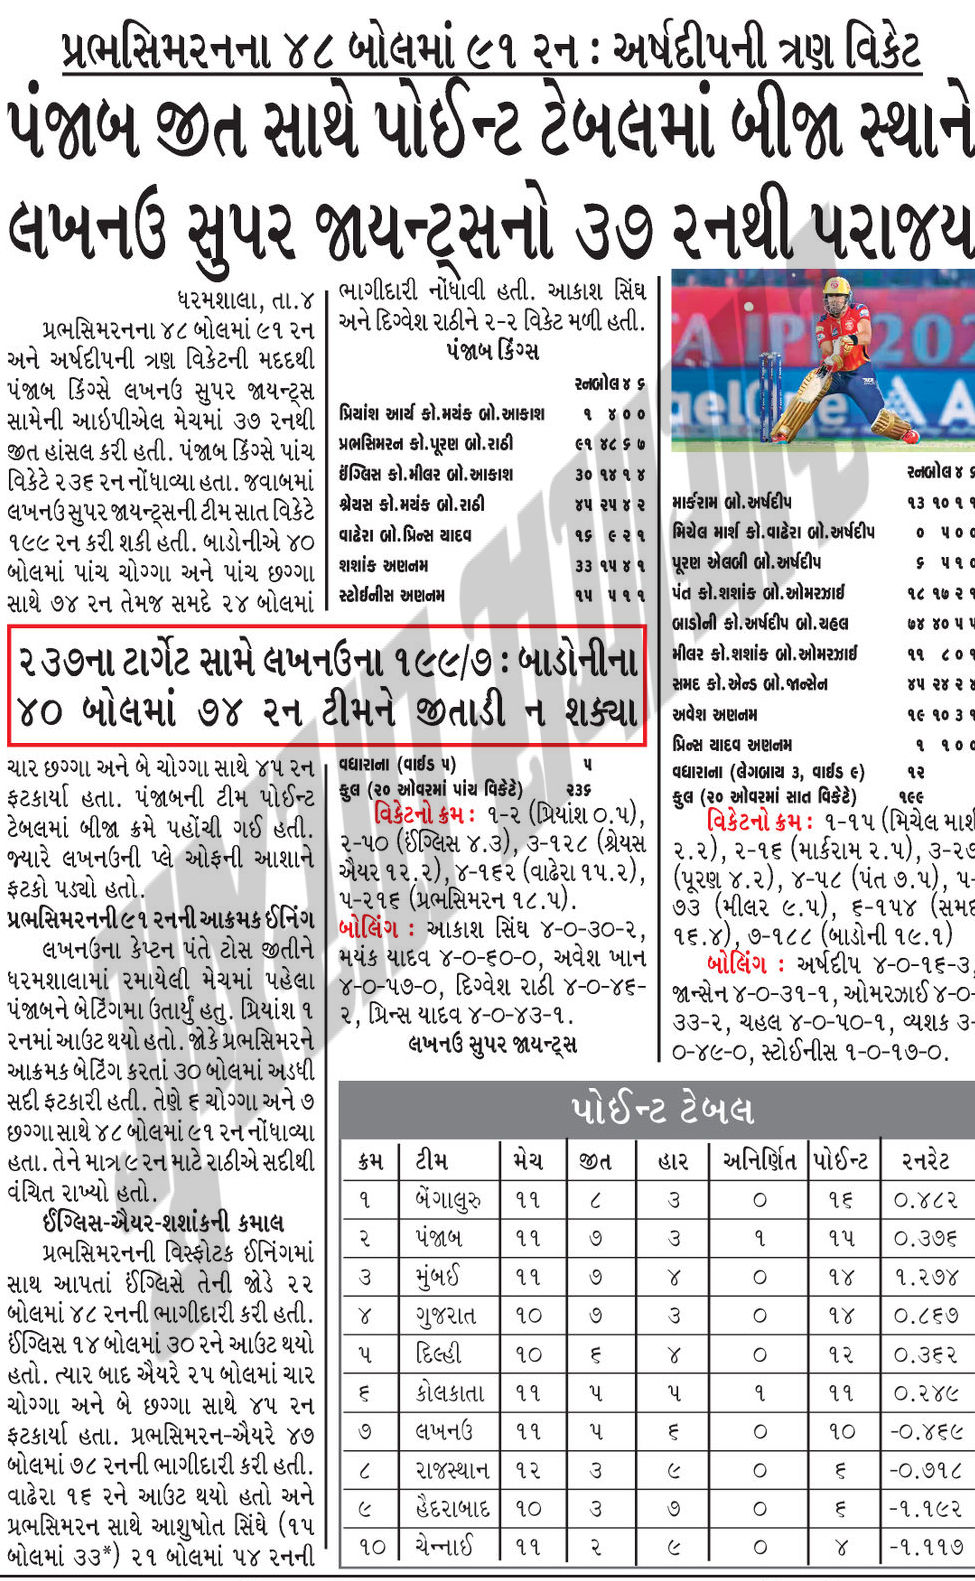 પ્રભસિમરનના ૪૮ બોલમાં ૯૧ રન : અર્ષદીપની ત્રણ વિકેટ
પંજાબ જીત સાથે પોઈન્ટ ટેબલમાં બીજા સ્થાને
લખનઉ સુપર જાયન્ટ્સનો ૩૭ રનથી પરાજય
ધરમશાલા, તા.૪
પ્રભસિમરનના ૪૮ બોલમાં ૯૧ રન
અને અર્ષદીપની ત્રણ વિકેટની મદદથી
પંજાબ કિંગ્સે લખનઉ સુપર જાયન્ટ્સ
સામેની આઇપીએલ મેચમાં ૩૭ રનથી
જીત હાંસલ કરી હતી. પંજાબ કિંગ્સે પાંચ
વિકેટે ૨૩૬ રન નોંધાવ્યા હતા. જવાબમાં
લખનઉ સુપર જાયન્ટ્સની ટીમ સાત વિકેટે
૧૯૯ રન કરી શકી હતી. બાડોનીએ ૪૦
બોલમાં પાંચ ચોગ્ગા અને પાંચ છગ્ગા
સાથે ૭૪ રન તેમજ સમદે ૨૪ બોલમાં
૨૩૭ના ટાર્ગેટ સામે લખનઉના ૧૯૯/૭ : બાડોનીના
૪૦ બોલમાં ૭૪ રન ટીમને જીતાડી ન શક્યા
ચાર છગ્ગા અને બે ચોગ્ગા સાથે ૪૫ રન
ફટકાર્યા હતા. પંજાબની ટીમ પોઈન્ટ
ટેબલમાં બીજા ક્રમે પહોંચી ગઈ હતી.
જ્યારે લખનઉની પ્લે ઓફની આશાને
ફટકો પડ્યો હતો.
પ્રભસિમરનની ૯૧ રનની આક્રમક ઈનિંગ
લખનઉના કેપ્ટન પંતે ટોસ જીતીને
ધરમશાલામાં રમાયેલી મેચમાં પહેલા
પંજાબને બેટિંગમા ઉતાર્યું હતુ. પ્રિયાંશ ૧
રનમાં આઉટ થયો હતો. જોકે પ્રભસિમરને
આક્રમક બેટિંગ કરતાં ૩૦ બોલમાં અડધી
સદી ફટકારી હતી. તેણે ૬ ચોગ્ગા અને ૭
છગ્ગા સાથે ૪૮ બોલમાં ૯૧ રન નોંધાવ્યા
હતા. તેને માત્ર ૯ રન માટે રાઠીએ સદીથી
વંચિત રાખ્યો હતો.
ઈંગ્લિસ-ઐયર-શશાંકની કમાલ
પ્રભસિમરનની વિસ્ફોટક ઈનિંગમાં
સાથ આપતાં ઈંગ્લિસે તેની જોડે ૨૨
બોલમાં ૪૮ રનની ભાગીદારી કરી હતી.
ઈંગ્લિસ ૧૪ બોલમાં ૩૦ રને આઉટ થયો
હતો. ત્યાર બાદ ઐયરે ૨૫ બોલમાં ચાર
ચોગ્ગા અને બે છગ્ગા સાથે ૪૫ રન
ફટકાર્યા હતા. પ્રભસિમરન-ઐયરે ૪૭
બોલમાં ૭૮ રનની ભાગીદારી કરી હતી.
વાઢેરા ૧૬ રને આઉટ થયો હતો અને
પ્રભસિમરન સાથે આશુષોત સિંઘે (૧૫
બોલમાં ૩૩*) ૨૧ બોલમાં ૫૪ રનની
ભાગીદારી નોંધાવી હતી. આકાશ સિંઘ
અને દિગ્વેશ રાઠીને ૨-૨ વિકેટ મળી હતી.
પંજાબ કિંગ્સ
રન બોલ ૪ ૬
પ્રિયાંશ આર્ય કો.મયંક બો.આકાશ ૧ ૪ ૦ ૦
પ્રભસિમરન કો.પૂરણ બો.રાઠી ૯૧ ૪૮ ૬ ૭
ઈંગ્લિસ કો.મીલર બો.આકાશ ૩૦ ૧૪ ૧ ૪
શ્રેયસ કો.મયંક બો.રાઠી ૪૫ ૨૫ ૪ ૨
વાઢેરા બો.પ્રિન્સ યાદવ ૧૬ ૯ ૨ ૧
શશાંક અણનમ ૩૩ ૧૫ ૪ ૧
સ્ટોઈનીસ અણનમ ૧૫ ૫ ૧ ૧
વધારાના (વાઈડ ૫) ૫
કુલ (૨૦ ઓવરમાં પાંચ વિકેટે) ૨૩૬
વિકેટનો ક્રમ : ૧-૨ (પ્રિયાંશ ૦.૫),
૨-૫૦ (ઈંગ્લિસ ૪.૩), ૩-૧૨૮ (શ્રેયસ
ઐયર ૧૨.૨), ૪-૧૬૨ (વાઢેરા ૧૫.૨),
૫-૨૧૬ (પ્રભસિમરન ૧૮.૫).
બોલિંગ : આકાશ સિંઘ ૪-૦-૩૦-૨,
મયંક યાદવ ૪-૦-૬૦-૦, અવેશ ખાન
૪-૦-૫૭-૦, દિગ્વેશ રાઠી ૪-૦-૪૬-
૨, પ્રિન્સ યાદવ ૪-૦-૪૩-૧.
લખનઉ સુપર જાયન્ટ્સ
TA IPL 202
રન બોલ ૪ ૬
માર્કરામ બો.અર્ષદીપ ૧૩ ૧૦ ૧ ૧
મિચેલ માર્શ કો.વાઢેરા બો.અર્ષદીપ ૦ ૫ ૦ ૦
પૂરણ એલબી બો.અર્ષદીપ ૬ ૫ ૧ ૦
પંત કો.શશાંક બો.ઓમરઝાઈ ૧૮ ૧૭ ૨ ૧
બાડોની કો.અર્ષદીપ બો.ચહલ ૭૪ ૪૦ ૫ ૫
મીલર કો.શશાંક બો.ઓમરઝાઈ ૧૧ ૮ ૦ ૧
સમદ કો.એન્ડ બો.જાન્સેન ૪૫ ૨૪ ૨ ૪
અવેશ અણનમ ૧૯ ૧૦ ૩ ૧
પ્રિન્સ યાદવ અણનમ ૧ ૧ ૦ ૦
વધારાના (લેગબાય ૩, વાઈડ ૯) ૧૨
કુલ (૨૦ ઓવરમાં સાત વિકેટે) ૧૯૯
વિકેટનો ક્રમ : ૧-૧૫ (મિચેલ માર્શ
૨.૨), ૨-૧૬ (માર્કરામ ૨.૫), ૩-૨૭
(પૂરણ ૪.૨), ૪-૫૮ (પંત ૭.૫), ૫-
૭૩ (મીલર ૯.૫), ૬-૧૫૪ (સમદ
૧૬.૪), ૭-૧૮૮ (બાડોની ૧૯.૧)
બોલિંગ : અર્ષદીપ ૪-૦-૧૬-૩,
જાન્સેન ૪-૦-૩૧-૧, ઓમરઝાઈ ૪-૦-
૩૩-૨, ચહલ ૪-૦-૫૦-૧, વ્યશક ૩-
૦-૪૯-૦, સ્ટોઈનીસ ૧-૦-૧૭-૦.
પોઈન્ટ ટેબલ
ક્રમ ટીમ મેચ જીત હાર અનિર્ણિત પોઈન્ટ રનરેટ
૧ બેંગાલુરુ ૧૧ ૮ ૩ ૦ ૧૬ ૦.૪૮૨
૨ પંજાબ ૧૧ ૭ ૩ ૧ ૧૫ ૦.૩૭૬
૩ મુંબઈ ૧૧ ૭ ૪ ૦ ૧૪ ૧.૨૭૪
૪ ગુજરાત ૧૦ ૭ ૩ ૦ ૧૪ ૦.૮૬૭
૫ દિલ્હી ૧૦ ૬ ૪ ૦ ૧૨ ૦.૩૬૨
૬ કોલકાતા ૧૧ ૫ ૫ ૧ ૧૧ ૦.૨૪૯
૭ લખનઉ ૧૧ ૫ ૬ ૦ ૧૦ -૦.૪૬૯
૮ રાજસ્થાન ૧૨ ૩ ૯ ૦ ૬ -૦.૭૧૮
૯ હૈદરાબાદ ૧૦ ૩ ૭ ૦ ૬ -૧.૧૯૨
૧૦ ચેન્નાઈ ૧૧ ૨ ૯ ૦ ૪ -૧.૧૧૭